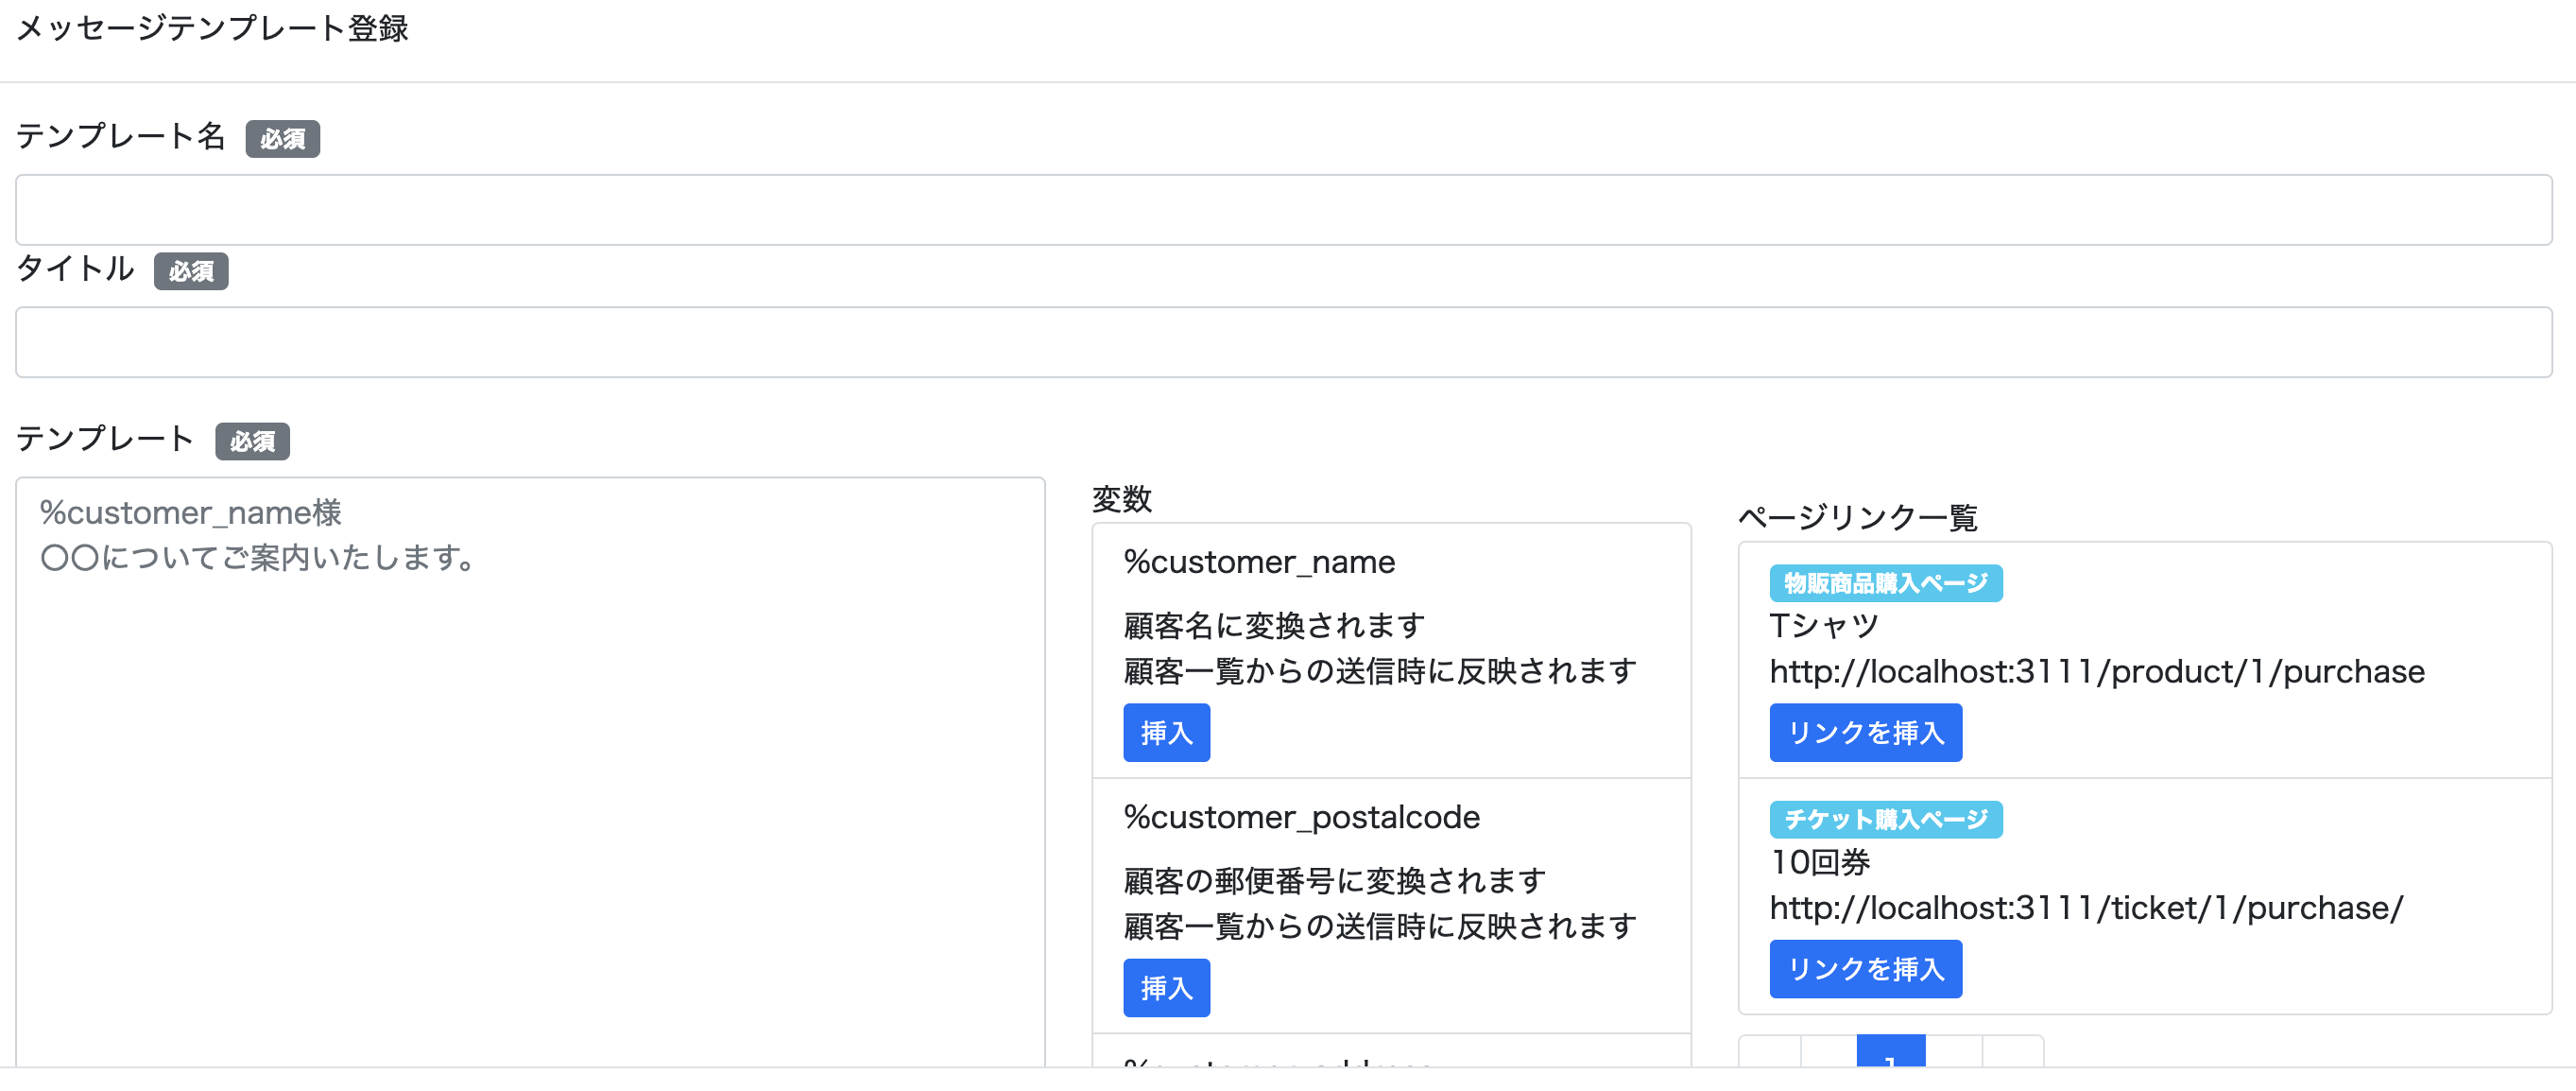 メッセージテンプレート登録
テンプレート名 必須
タイトル 必須
テンプレート 必須
%customer_name様
〇〇についてご案内いたします。
変数
%customer_name
顧客名に変換されます
顧客一覧からの送信時に反映されます
挿入
%customer_postalcode
顧客の郵便番号に変換されます
顧客一覧からの送信時に反映されます
挿入
ページリンク一覧
物販商品購入ページ
Tシャツ
http://localhost:3111/product/1/purchase
リンクを挿入
チケット購入ページ
10回券
http://localhost:3111/ticket/1/purchase/
リンクを挿入
1